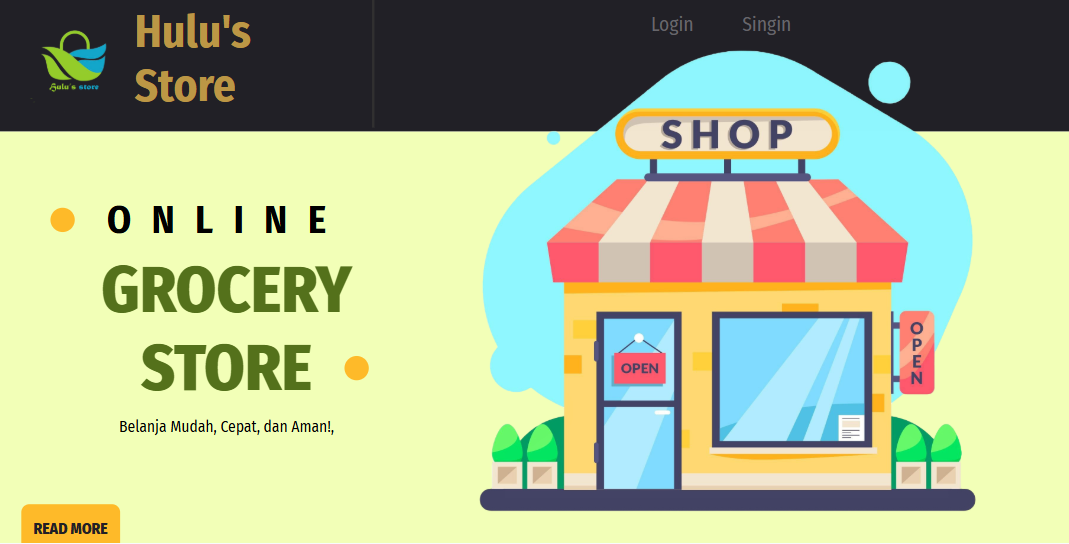 Hulu's
Store
Hulu's store
Login
Singin
SHOP
ONLINE
GROCERY
STORE
Belanja Mudah, Cepat, dan Aman!,
READ MORE
OPEN
OPEN